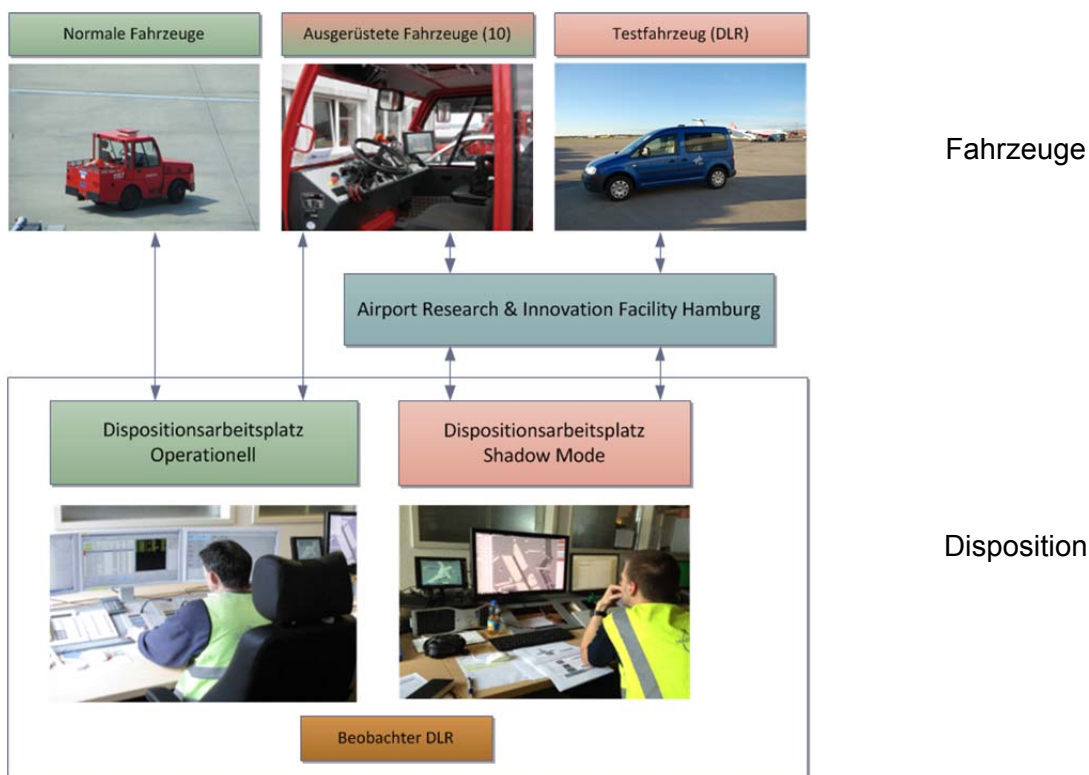 Normale Fahrzeuge
Ausgerüstete Fahrzeuge (10)
Testfahrzeug (DLR)
Fahrzeuge
Airport Research & Innovation Facility Hamburg
Dispositionsarbeitsplatz
Operationell
Dispositionsarbeitsplatz
Shadow Mode
Disposition
Beobachter DLR